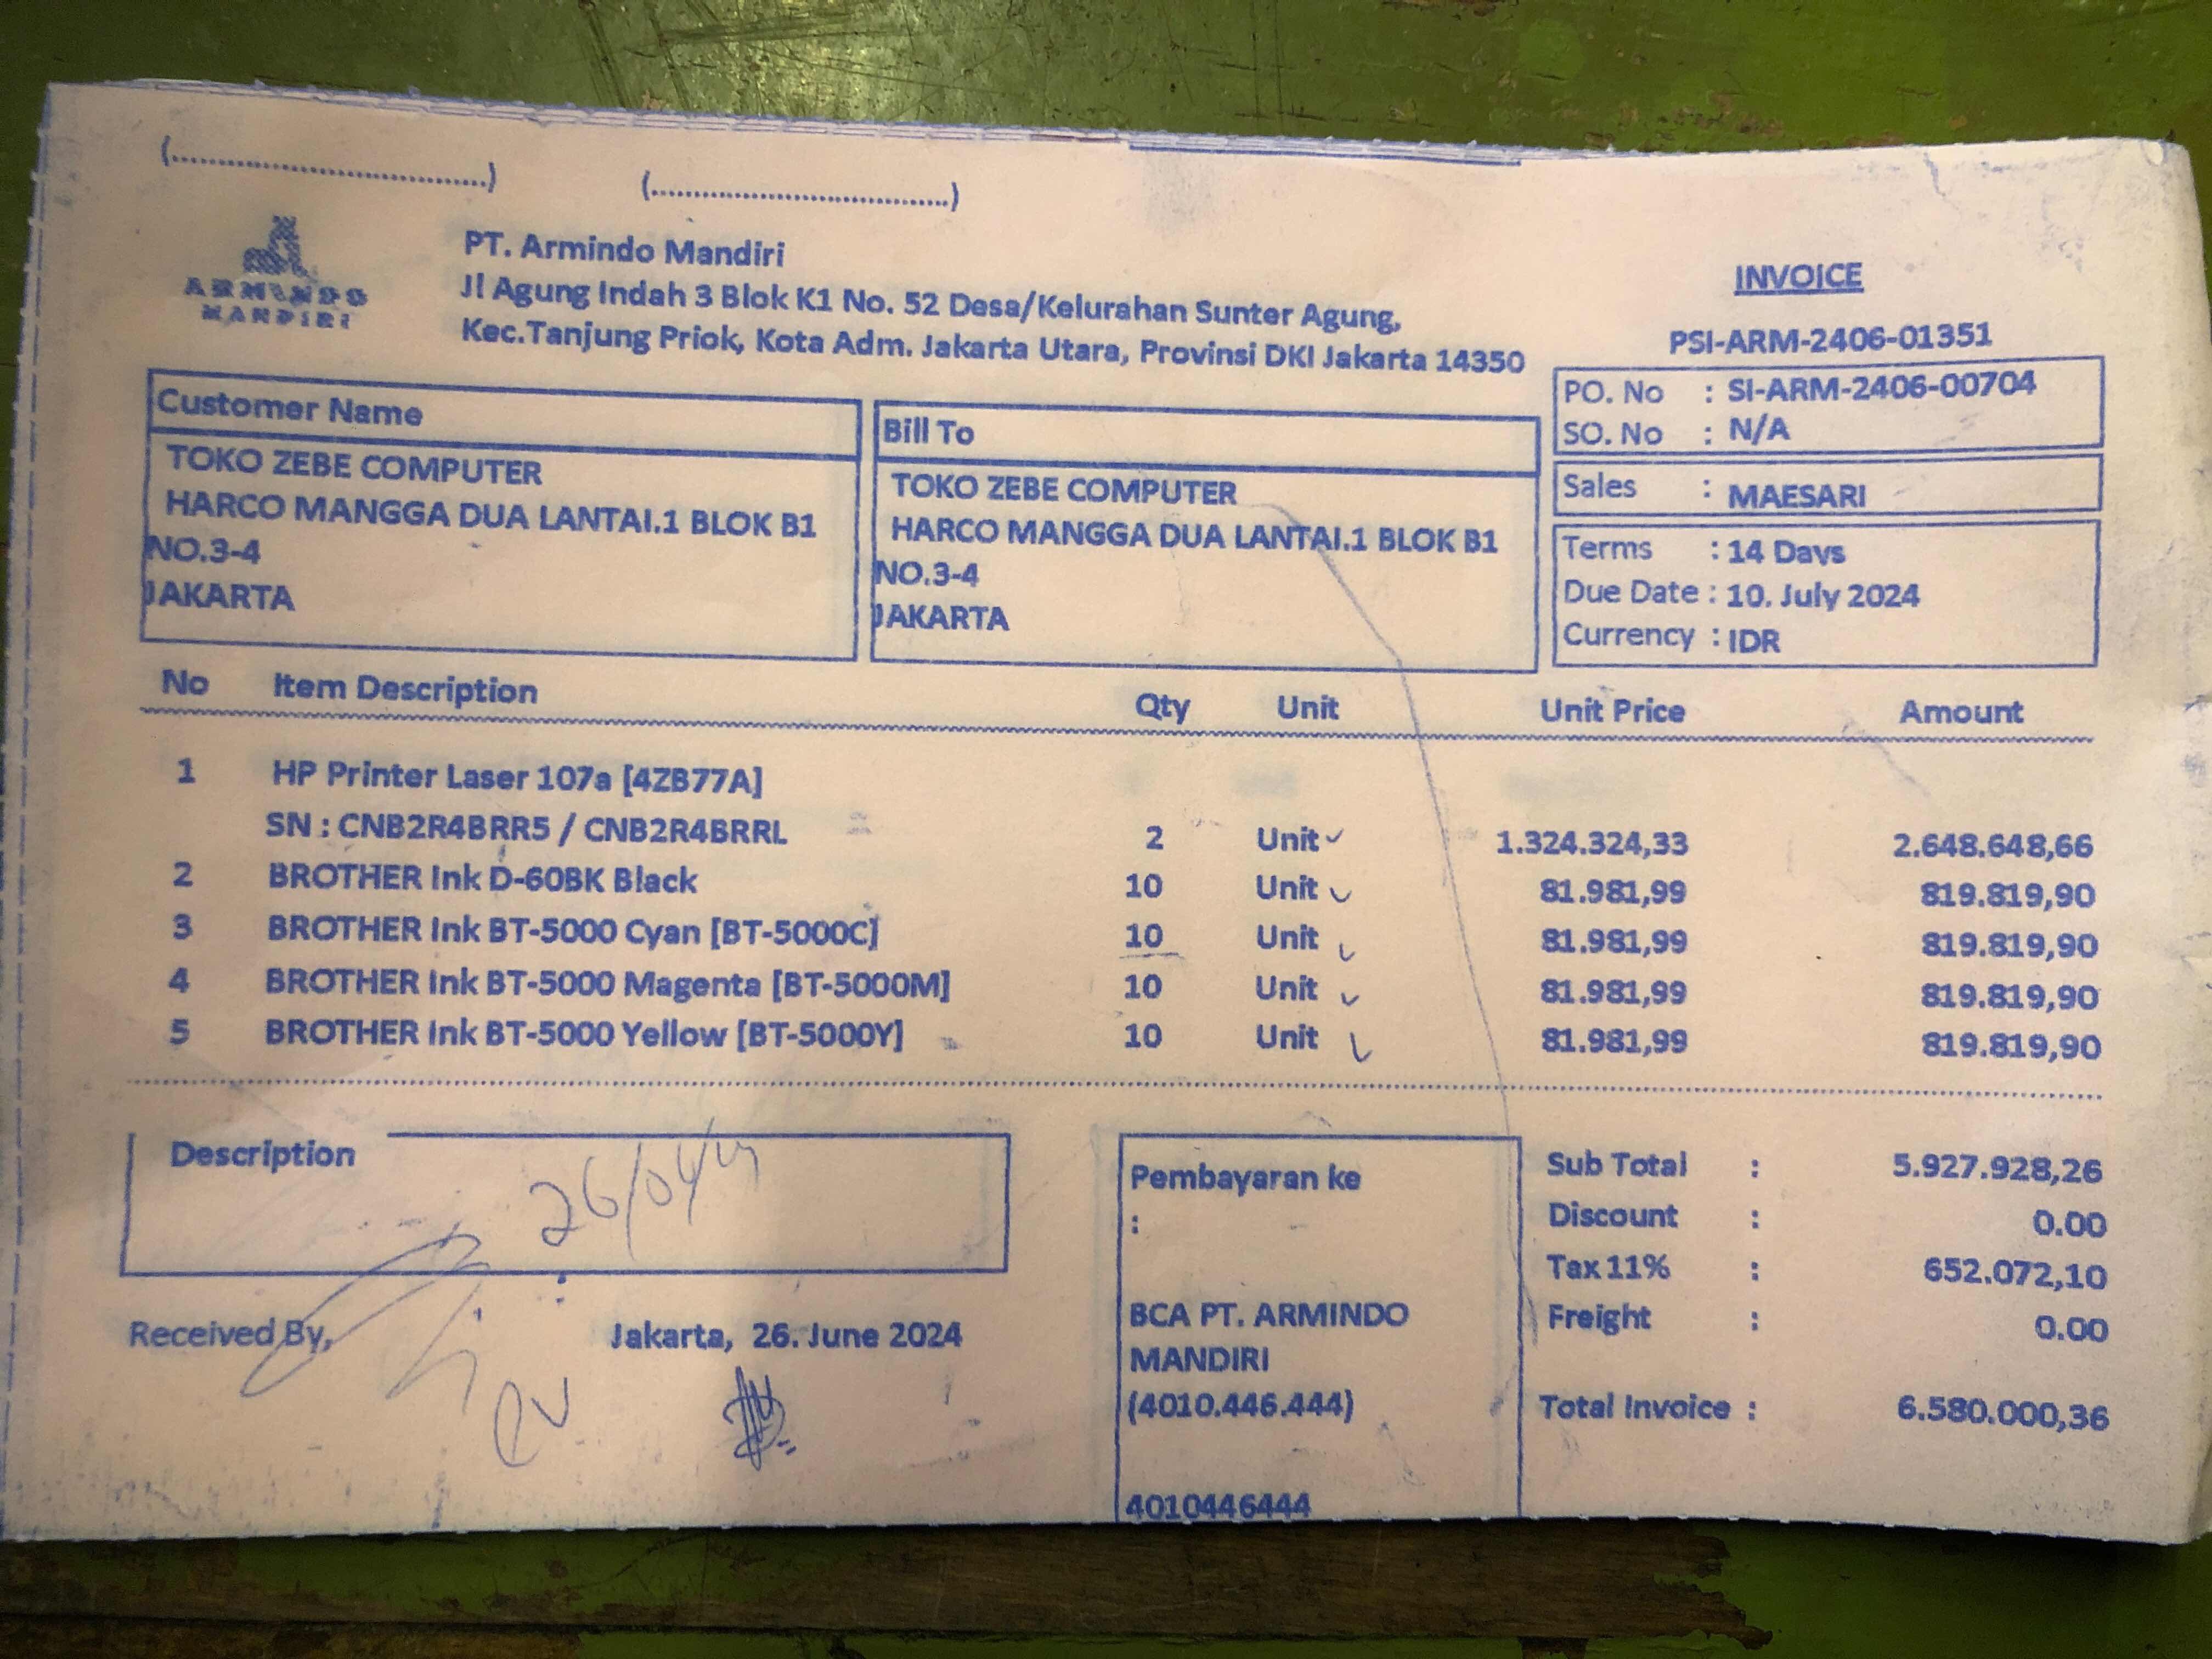 (..............................)
(..............................)
ARMINDO
MANDIRI
PT. Armindo Mandiri
Jl Agung Indah 3 Blok K1 No. 52 Desa/Kelurahan Sunter Agung,
Kec.Tanjung Priok, Kota Adm. Jakarta Utara, Provinsi DKI Jakarta 14350
INVOICE
PSI-ARM-2406-01351
PO. No : SI-ARM-2406-00704
SO. No : N/A
Sales : MAESARI
Terms : 14 Days
Due Date : 10. July 2024
Currency : IDR
Customer Name
TOKO ZEBE COMPUTER
HARCO MANGGA DUA LANTAI.1 BLOK B1
NO.3-4
JAKARTA
Bill To
TOKO ZEBE COMPUTER
HARCO MANGGA DUA LANTAI.1 BLOK B1
NO.3-4
JAKARTA
No Item Description Qty Unit Unit Price Amount
1 HP Printer Laser 107a [4ZB77A]
SN : CNB2R4BRR5 / CNB2R4BRRL 2 Unit 1.324.324,33 2.648.648,66
2 BROTHER Ink D-60BK Black 10 Unit 81.981,99 819.819,90
3 BROTHER Ink BT-5000 Cyan [BT-5000C] 10 Unit 81.981,99 819.819,90
4 BROTHER Ink BT-5000 Magenta [BT-5000M] 10 Unit 81.981,99 819.819,90
5 BROTHER Ink BT-5000 Yellow [BT-5000Y] 10 Unit 81.981,99 819.819,90
Description
Received By,
Jakarta, 26. June 2024
Pembayaran ke
:
BCA PT. ARMINDO
MANDIRI
(4010.446.444)
4010446444
Sub Total : 5.927.928,26
Discount : 0.00
Tax 11% : 652.072,10
Freight : 0.00
Total Invoice : 6.580.000,36